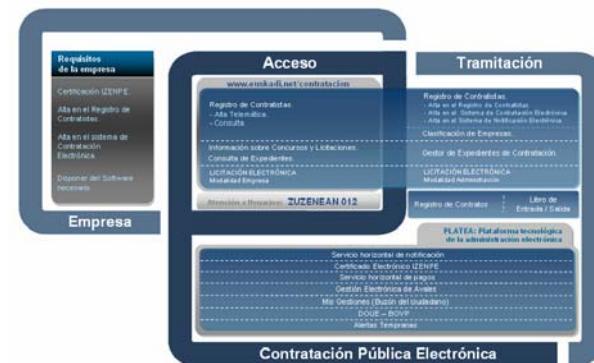 Requisitos
de la empresa
Certificación IZENPE.
Alta en el Registro de
Contratistas.
Alta en el sistema de
Contratación
Electrónica.
Disponer del Software
necesario.
Empresa
Acceso
www.euskadi.net/contratacion
Registro de Contratistas.
- Alta Telemática.
- Consulta
Información sobre Concursos y Licitaciones.
Consulta de Expedientes.
LICITACIÓN ELECTRÓNICA
Modalidad Empresa
Atención a Usuarios: ZUZENEAN 012
Tramitación
Registro de Contratistas.
- Alta en el Registro de Contratistas
- Alta en el Sistema de Contratación Electrónica
- Alta en el Sistema de Notificación Electrónica
Clasificación de Empresas.
Gestor de Expedientes de Contratación.
LICITACIÓN ELECTRÓNICA
Modalidad Administración
Registro de Contratos
Libro de
Entrada / Salida
PLATEA: Plataforma tecnológica
de la administración electrónica
Servicio horizontal de notificación
Certificado Electrónico IZENPE
Servicio horizontal de pagos
Gestión Electrónica de Avales
Mis Gestiones (Buzón del ciudadano)
DOUE – BOVP
Alertas Tempranas
Contratación Pública Electrónica